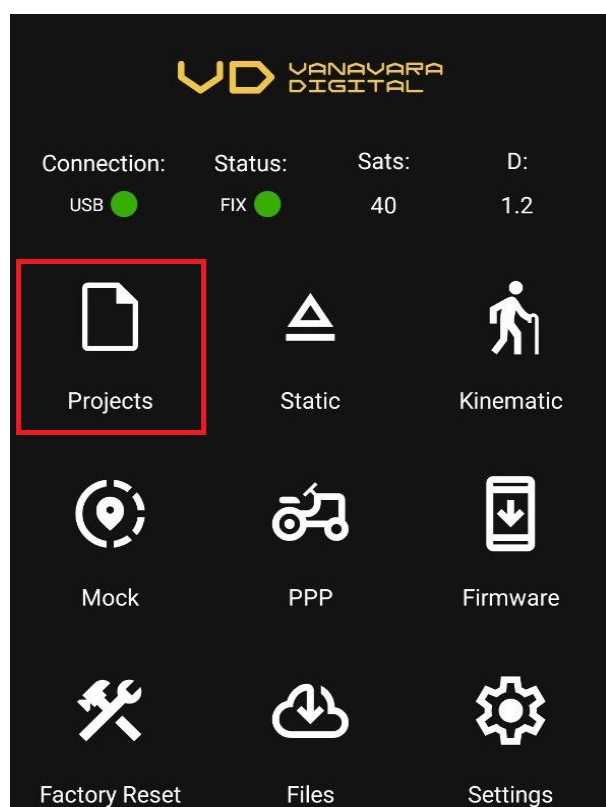 VD VANAVARA
DIGITAL
Connection: Status: Sats: D:
USB FIX 40 1.2
Projects Static Kinematic
Mock PPP Firmware
Factory Reset Files Settings